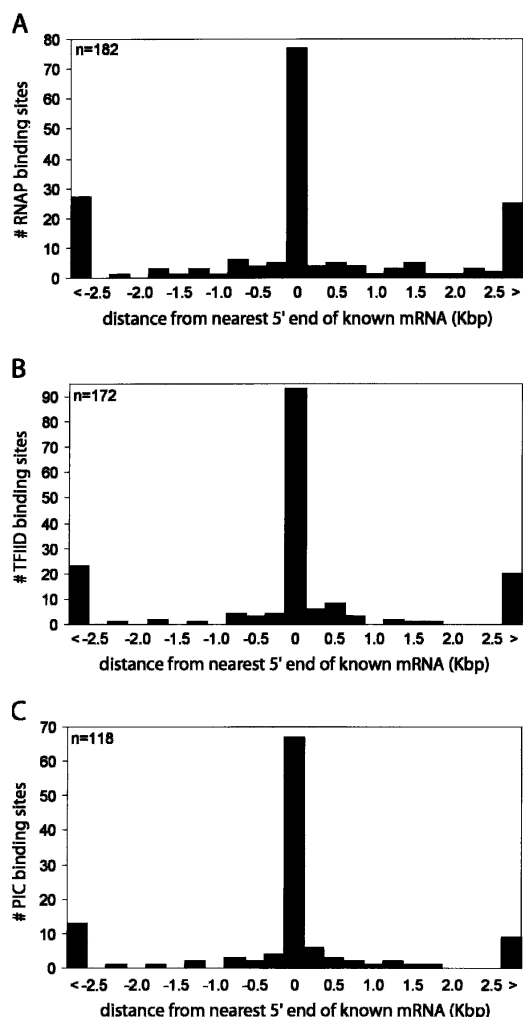 A
n=182
# RNAP binding sites
80
70
60
50
40
30
20
10
0
< -2.5 -2.0 -1.5 -1.0 -0.5 0 0.5 1.0 1.5 2.0 2.5 >
distance from nearest 5' end of known mRNA (Kbp)
B
n=172
# TFIID binding sites
90
80
70
60
50
40
30
20
10
0
< -2.5 -2.0 -1.5 -1.0 -0.5 0 0.5 1.0 1.5 2.0 2.5 >
distance from nearest 5' end of known mRNA (Kbp)
C
n=118
# PIC binding sites
70
60
50
40
30
20
10
0
< -2.5 -2.0 -1.5 -1.0 -0.5 0 0.5 1.0 1.5 2.0 2.5 >
distance from nearest 5' end of known mRNA (Kbp)